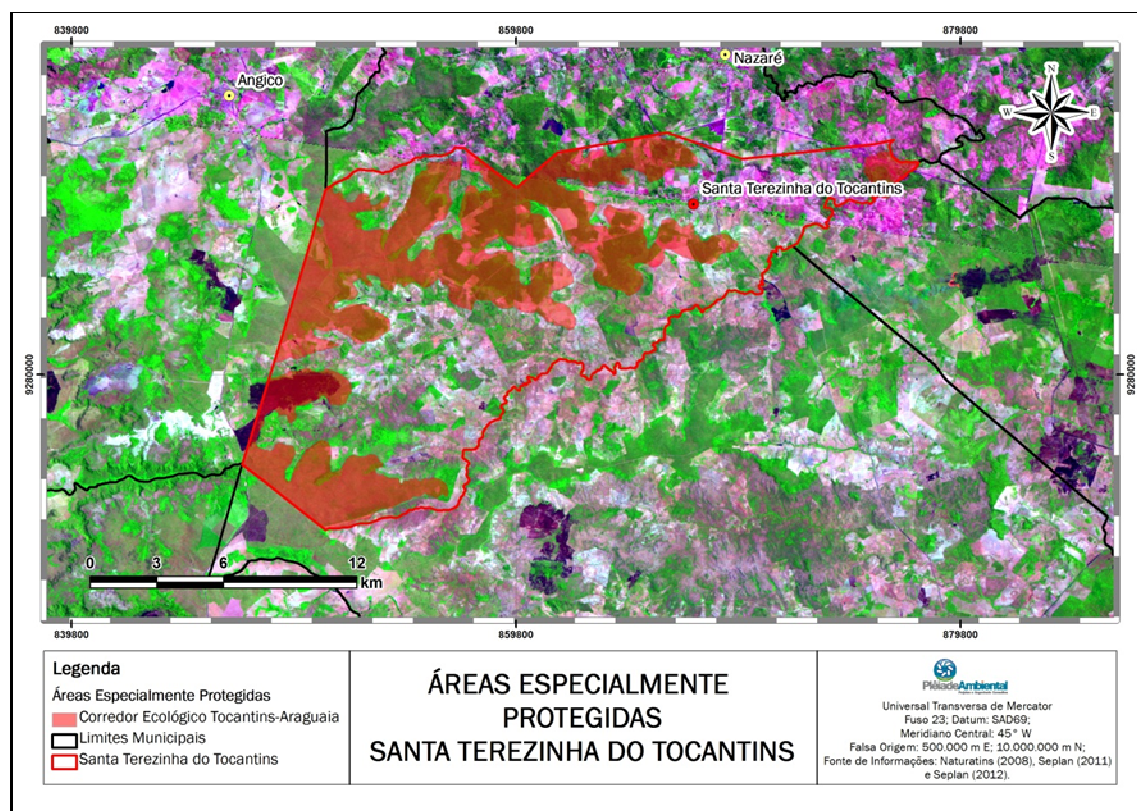 839800
859800
879800
Nazaré
Angico
N
W
E
S
Santa Terezinha do Tocantins
9280000
9280000
0
3
6
12
km
839800
859800
879800
Legenda
Áreas Especialmente Protegidas
Corredor Ecológico Tocantins-Araguaia
Limites Municipais
Santa Terezinha do Tocantins
ÁREAS ESPECIALMENTE
PROTEGIDAS
SANTA TEREZINHA DO TOCANTINS
PlêiadeAmbiental
Universal Transversa de Mercator
Fuso 23; Datum: SAD69;
Meridiano Central: 45° W;
Falsa Origem: 500.000 m E; 10.000.000 m N;
Fonte de Informações: Naturatins (2008), Seplan (2011)
e Seplan (2012).